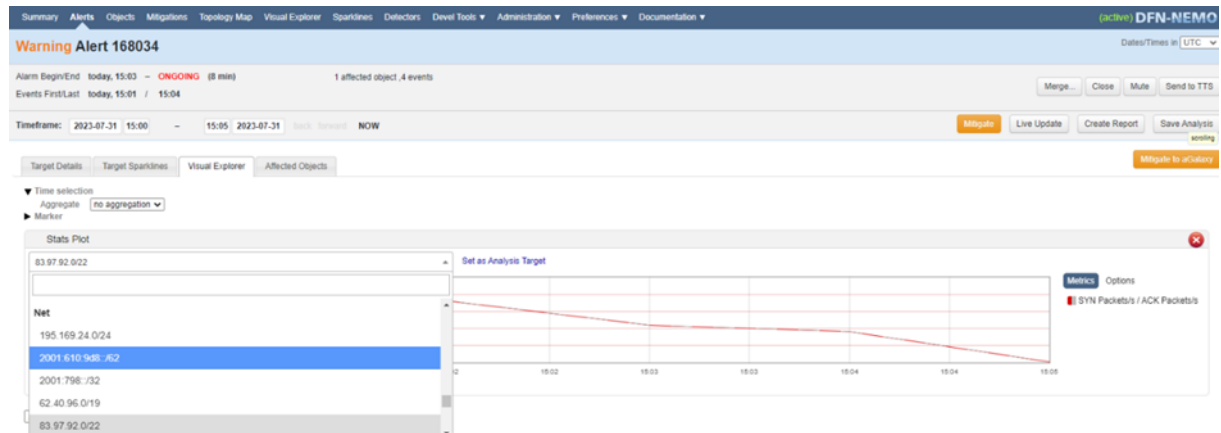 Summary Alerts Objects Mitigations Topology Map Visual Explorer Sparklines Detectors Devel Tools ▼ Administration ▼ Preferences ▼ Documentation ▼ (active) DFN-NEMO
Warning Alert 168034 Dates/Times in UTC
Alarm Begin/End today, 15:03 – ONGOING (8 min) 1 affected object ,4 events
Events First/Last today, 15:01 / 15:04
Merge... Close Mute Send to TTS
Timeframe: 2023-07-31 15:00 – 15:05 2023-07-31 back forward NOW Mitigate Live Update Create Report Save Analysis
scrolling
Target Details Target Sparklines Visual Explorer Affected Objects Mitigate to aGalaxy
▼ Time selection
Aggregate no aggregation
▶ Marker
Stats Plot
83.97.92.0/22 Set as Analysis Target
Metrics Options
SYN Packets/s / ACK Packets/s
Net
195.169.24.0/24
2001:610:9d8::/62
2001:798::/32
15:02 15:03 15:03 15:04 15:04 15:05
62.40.96.0/19
83.97.92.0/22